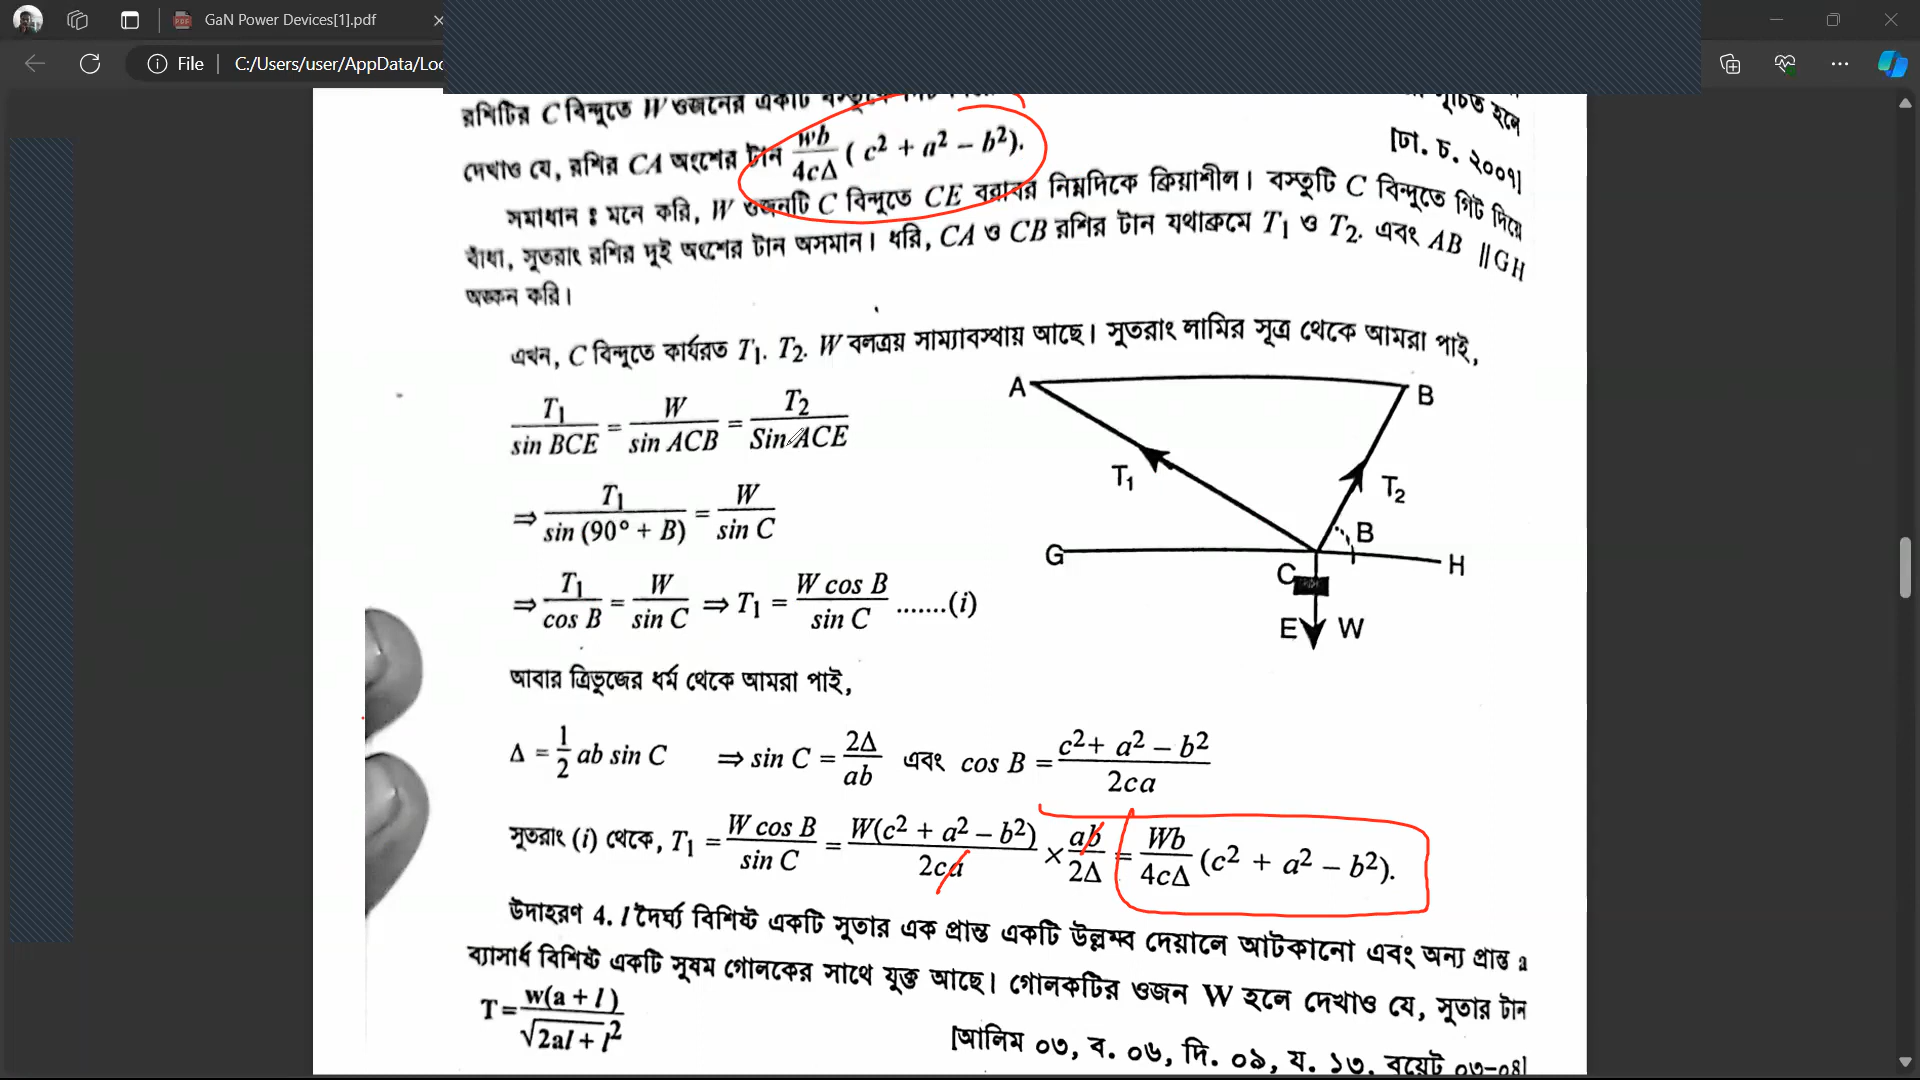 GaN Power Devices[1].pdf
File C:/Users/user/AppData/Loc
রশিটির C বিন্দুতে W ওজনের একটি
সূচিত হলে
দেখাও যে, রশির CA অংশের টান wb/4cΔ ( c² + a² – b²).
[ঢা. চ. ২০০৭]
সমাধান ঃ মনে করি, W ওজনটি C বিন্দুতে CE বরাবর নিম্নদিকে ক্রিয়াশীল। বস্তুটি C বিন্দুতে গিট দিয়ে
বাঁধা, সুতরাং রশির দুই অংশের টান অসমান। ধরি, CA ও CB রশির টান যথাক্রমে T₁ ও T₂. এবং AB || GH
অঙ্কন করি।
এখন, C বিন্দুতে কার্যরত T₁. T₂. W বলত্রয় সাম্যাবস্থায় আছে। সুতরাং লামির সূত্র থেকে আমরা পাই,
T₁/sin BCE = W/sin ACB = T₂/Sin ACE
⇒ T₁/sin (90° + B) = W/sin C
⇒ T₁/cos B = W/sin C ⇒ T₁ = W cos B/sin C .......(i)
A
B
T₁
T₂
B
G
H
C
E W
আবার ত্রিভুজের ধর্ম থেকে আমরা পাই,
Δ = 1/2 ab sin C ⇒ sin C = 2Δ/ab এবং cos B = c²+ a² – b²/2ca
সুতরাং (i) থেকে, T₁ = W cos B/sin C = W(c² + a² – b²)/2ca × ab/2Δ = Wb/4cΔ (c² + a² – b²).
উদাহরণ 4. l দৈর্ঘ্য বিশিষ্ট একটি সুতার এক প্রান্ত একটি উল্লম্ব দেয়ালে আটকানো এবং অন্য প্রান্ত a
ব্যাসার্ধ বিশিষ্ট একটি সুষম গোলকের সাথে যুক্ত আছে। গোলকটির ওজন W হলে দেখাও যে, সুতার টান
T = w(a + l)/√2al + l²
[আলিম ০৩, ব. ০৬, দি. ০৯, য. ১৩, বুয়েট ০৩–০৪]